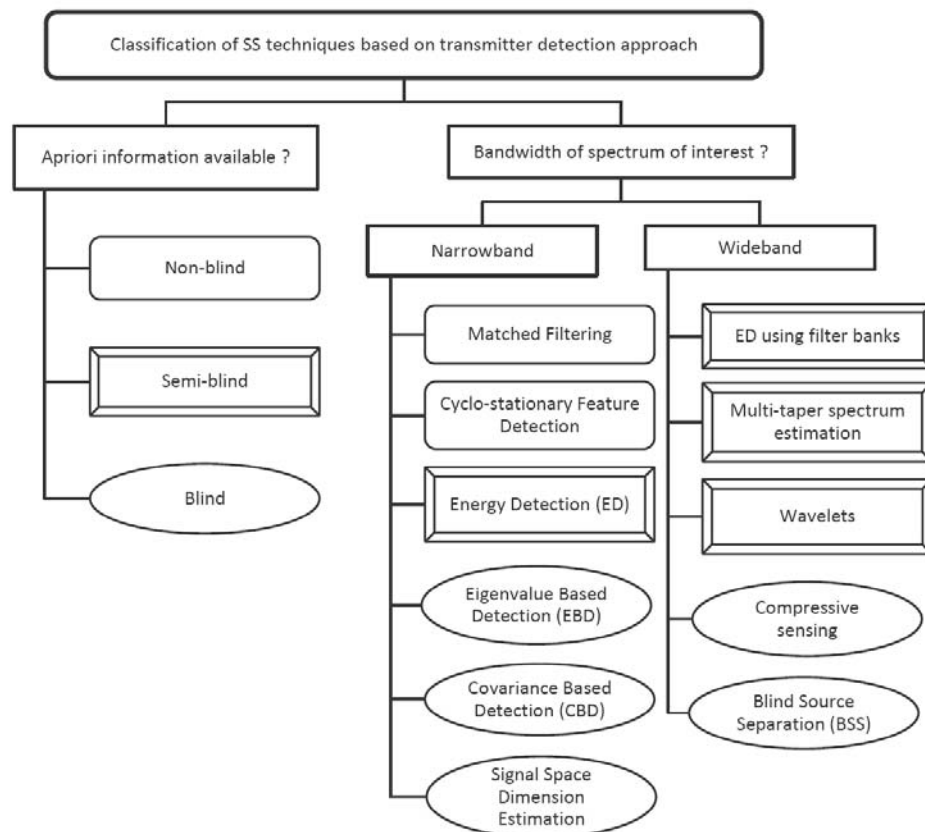 Classification of SS techniques based on transmitter detection approach
Apriori information available ?
Bandwidth of spectrum of interest ?
Non-blind
Semi-blind
Blind
Narrowband
Matched Filtering
Cyclo-stationary Feature
Detection
Energy Detection (ED)
Eigenvalue Based
Detection (EBD)
Covariance Based
Detection (CBD)
Signal Space
Dimension
Estimation
Wideband
ED using filter banks
Multi-taper spectrum
estimation
Wavelets
Compressive
sensing
Blind Source
Separation (BSS)